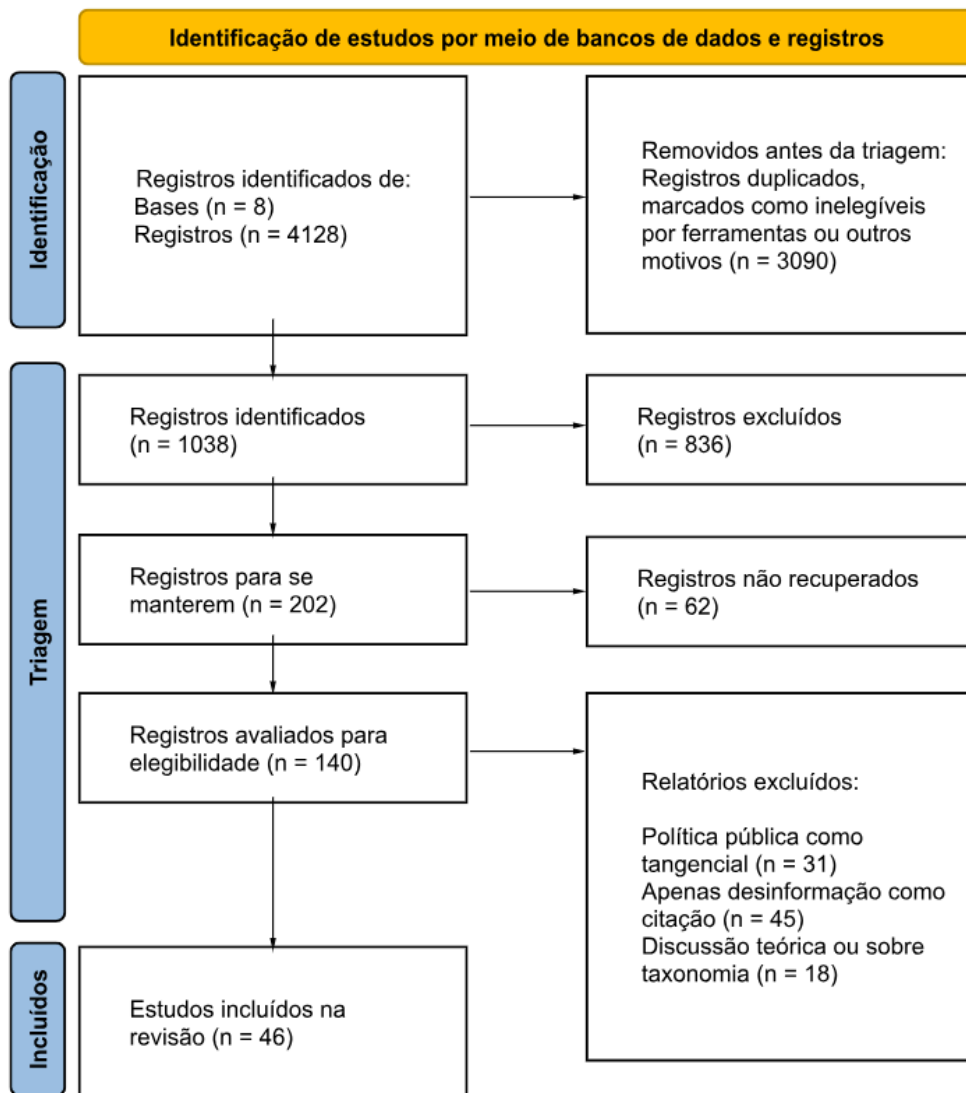 Identificação de estudos por meio de bancos de dados e registros
Identificação
Registros identificados de:
Bases (n = 8)
Registros (n = 4128)
Removidos antes da triagem:
Registros duplicados,
marcados como inelegíveis
por ferramentas ou outros
motivos (n = 3090)
Triagem
Registros identificados
(n = 1038)
Registros excluídos
(n = 836)
Registros para se
manterem (n = 202)
Registros não recuperados
(n = 62)
Registros avaliados para
elegibilidade (n = 140)
Relatórios excluídos:
Política pública como
tangencial (n = 31)
Apenas desinformação como
citação (n = 45)
Discussão teórica ou sobre
taxonomia (n = 18)
Incluídos
Estudos incluídos na
revisão (n = 46)